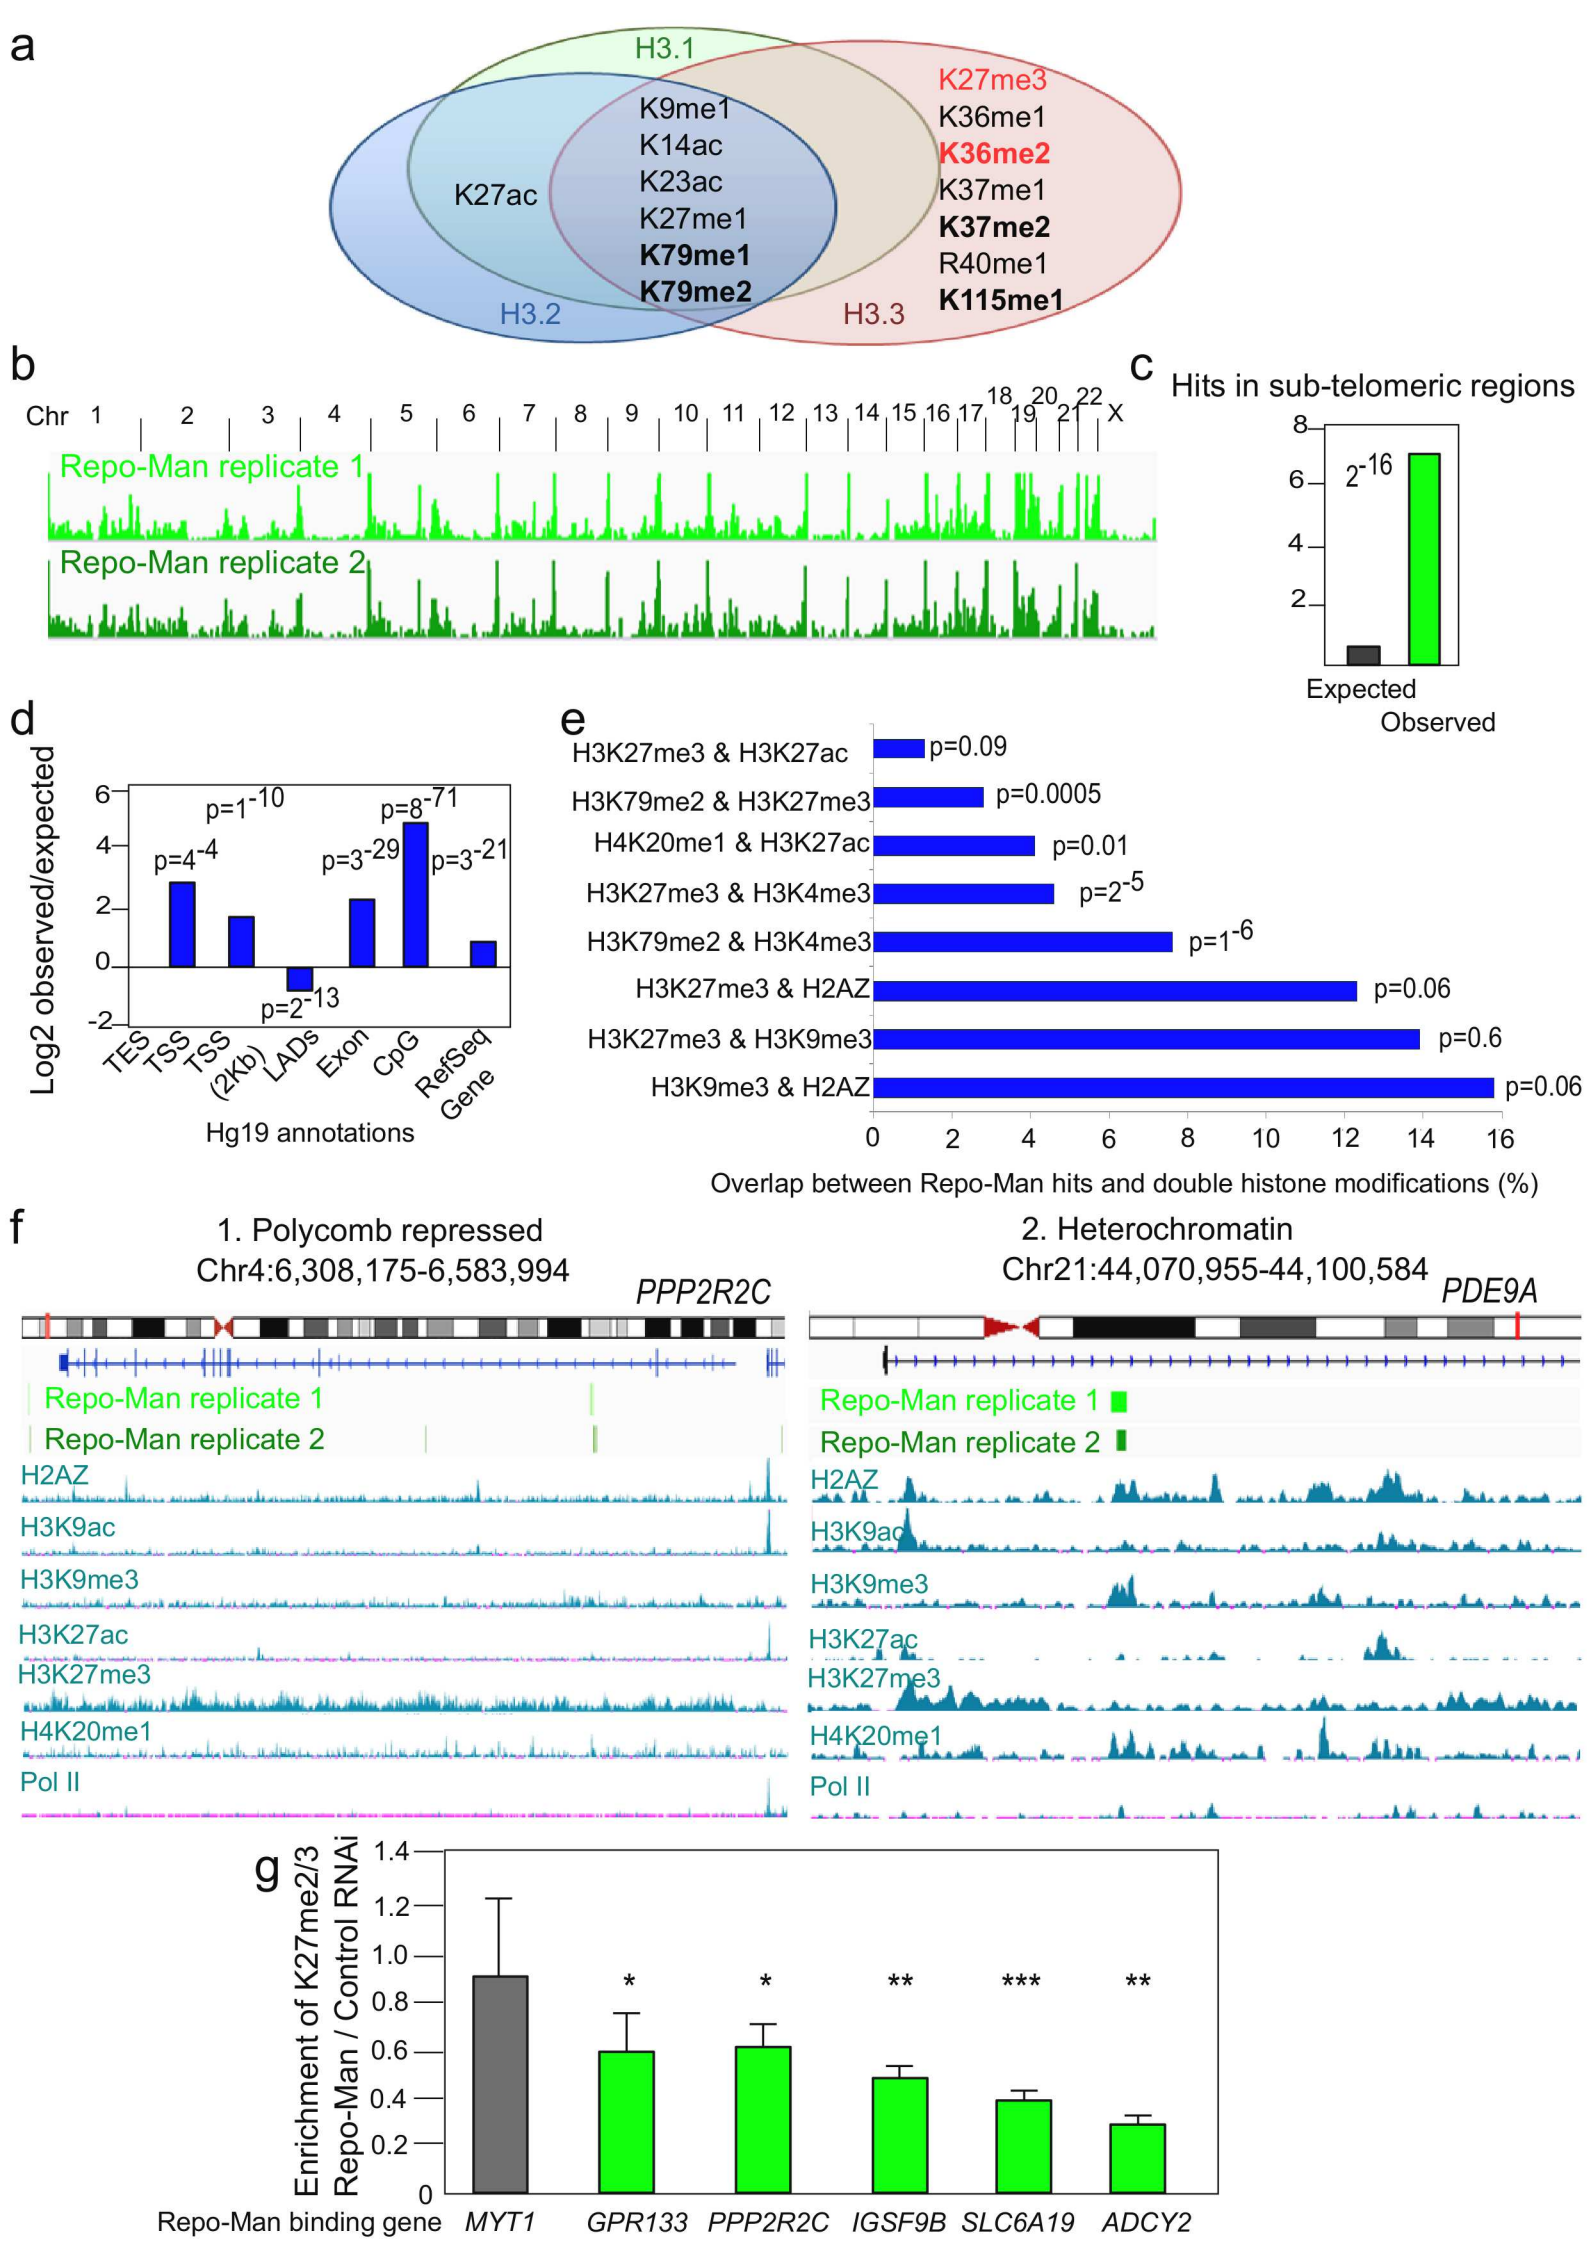 a
H3.1
K27ac
H3.2
K9me1
K14ac
K23ac
K27me1
K79me1
K79me2
H3.3
K27me3
K36me1
K36me2
K37me1
K37me2
R40me1
K115me1
b
Chr 1 2 3 4 5 6 7 8 9 10 11 12 13 14 15 16 17 18 19 20 21 22 X
Repo-Man replicate 1
Repo-Man replicate 2
c
Hits in sub-telomeric regions
8
6
4
2
2-16
Expected
Observed
d
Log2 observed/expected
6
4
2
0
-2
p=4-4
p=1-10
p=2-13
p=3-29
p=8-71
p=3-21
TES
TSS
TSS
(2Kb)
LADs
Exon
CpG
RefSeq
Gene
Hg19 annotations
e
H3K27me3 & H3K27ac p=0.09
H3K79me2 & H3K27me3 p=0.0005
H4K20me1 & H3K27ac p=0.01
H3K27me3 & H3K4me3 p=2-5
H3K79me2 & H3K4me3 p=1-6
H3K27me3 & H2AZ p=0.06
H3K27me3 & H3K9me3 p=0.6
H3K9me3 & H2AZ p=0.06
0 2 4 6 8 10 12 14 16
Overlap between Repo-Man hits and double histone modifications (%)
f
1. Polycomb repressed
Chr4:6,308,175-6,583,994
PPP2R2C
Repo-Man replicate 1
Repo-Man replicate 2
H2AZ
H3K9ac
H3K9me3
H3K27ac
H3K27me3
H4K20me1
Pol II
2. Heterochromatin
Chr21:44,070,955-44,100,584
PDE9A
Repo-Man replicate 1
Repo-Man replicate 2
H2AZ
H3K9ac
H3K9me3
H3K27ac
H3K27me3
H4K20me1
Pol II
g
Enrichment of K27me2/3
Repo-Man / Control RNAi
1.4
1.2
1.0
0.8
0.6
0.4
0.2
0
* * ** *** **
Repo-Man binding gene MYT1 GPR133 PPP2R2C IGSF9B SLC6A19 ADCY2